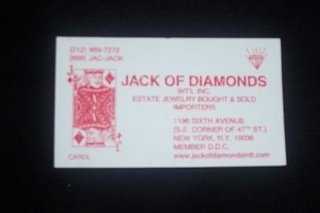 (212) 869-7272
(888) JAC-JACK
JACK OF DIAMONDS
INT'L INC.
ESTATE JEWELRY BOUGHT & SOLD
IMPORTERS
1196 SIXTH AVENUE
(S.E. CORNER OF 47TH ST.)
NEW YORK, N.Y. 10036
MEMBER D.D.C.
www.jackofdiamondsintl.com
CAROL